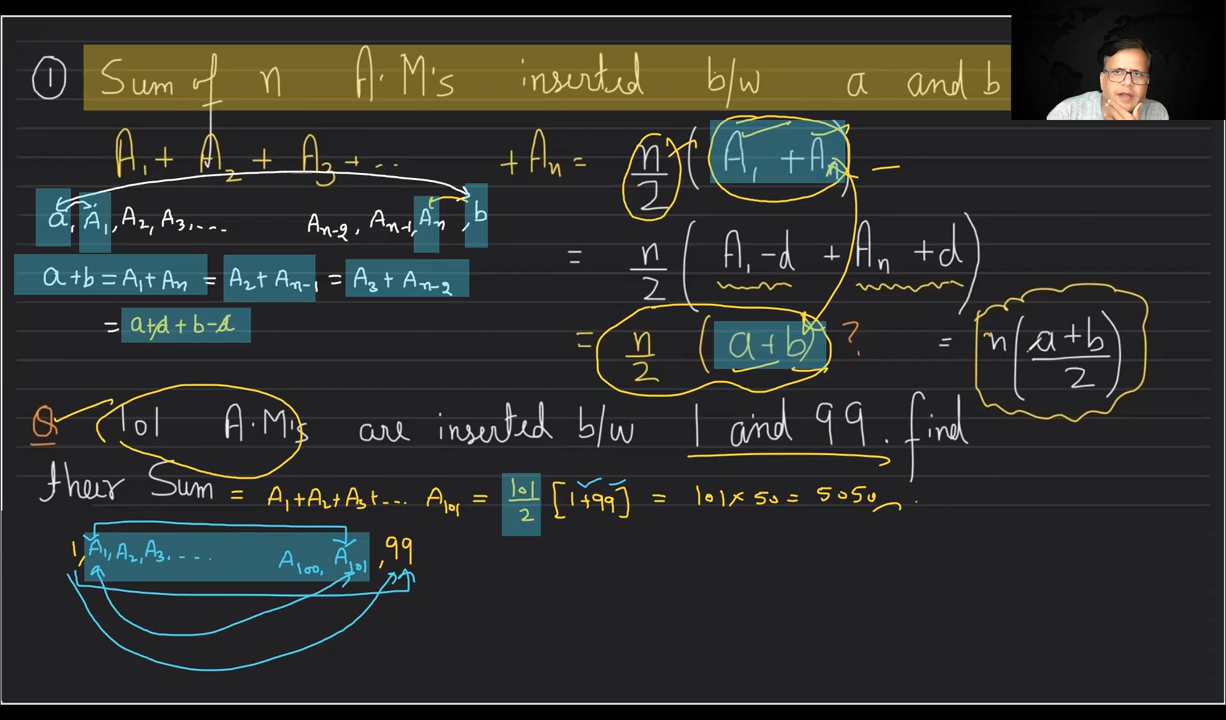 ① Sum of n A.M's inserted b/w a and b
A₁ + A₂ + A₃ + ... + Aₙ = n/2 (A₁ + Aₙ) –
a, A₁, A₂, A₃, .... Aₙ₋₂, Aₙ₋₁, Aₙ, b
= n/2 (A₁-d + Aₙ+d)
a+b = A₁+Aₙ = A₂+Aₙ₋₁ = A₃+Aₙ₋₂
= a+d+b-d
= n/2 (a+b) ? = n((a+b)/2)
Q 101 A.M's are inserted b/w 1 and 99. find
their Sum = A₁+A₂+A₃+... A₁₀₁ = 101/2 [1+99] = 101×50 = 5050
1, A₁, A₂, A₃, .... A₁₀₀, A₁₀₁, 99